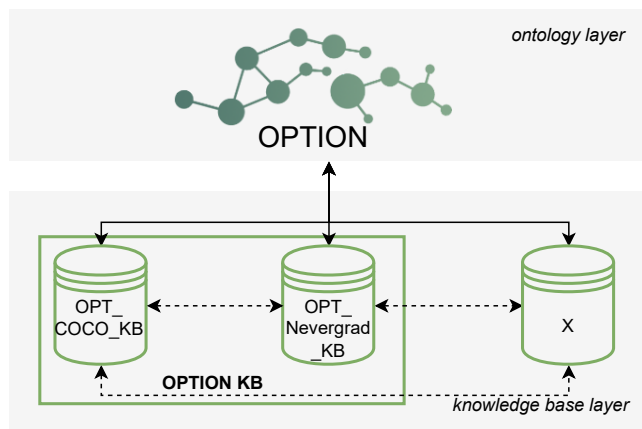 ontology layer
OPTION
OPT_
COCO_KB
OPT_
Nevergrad
_KB
X
OPTION KB
knowledge base layer